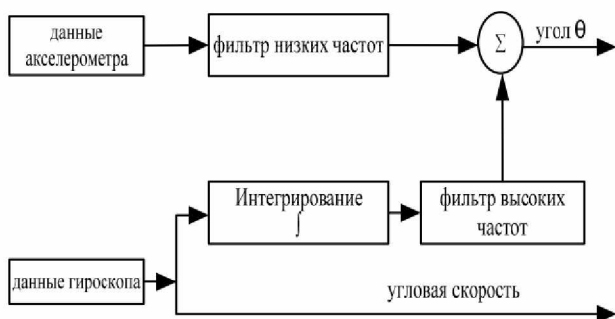 данные
акселерометра
фильтр низких частот
Σ
угол θ
Интегрирование
∫
фильтр высоких
частот
данные гироскопа
угловая скорость